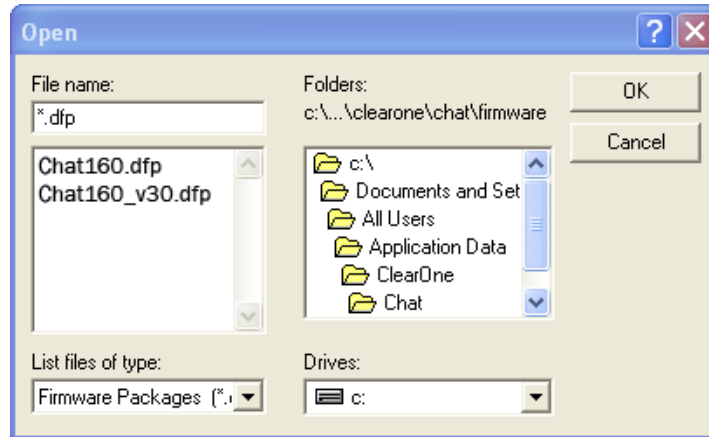 Open
File name:
*.dfp
Chat160.dfp
Chat160_v30.dfp
List files of type:
Firmware Packages (*.
Folders:
c:\...\clearone\chat\firmware
c:\
Documents and Set
All Users
Application Data
ClearOne
Chat
Drives:
c:
OK
Cancel